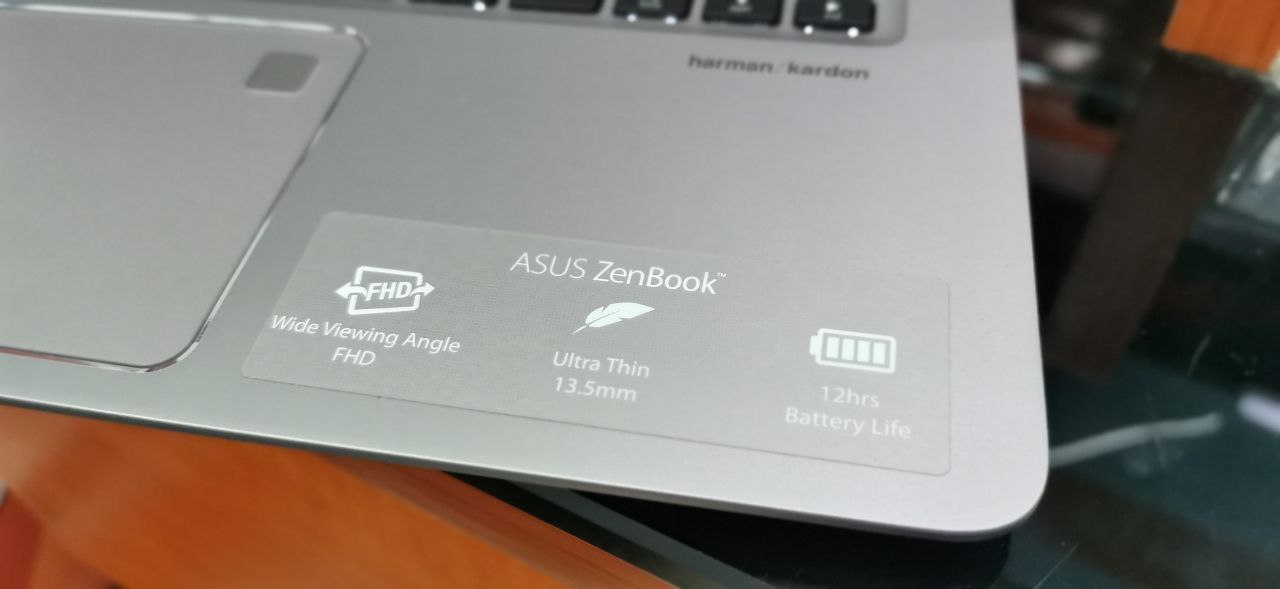 harman/kardon
ASUS ZenBook™
FHD
Wide Viewing Angle
FHD
Ultra Thin
13.5mm
12hrs
Battery Life